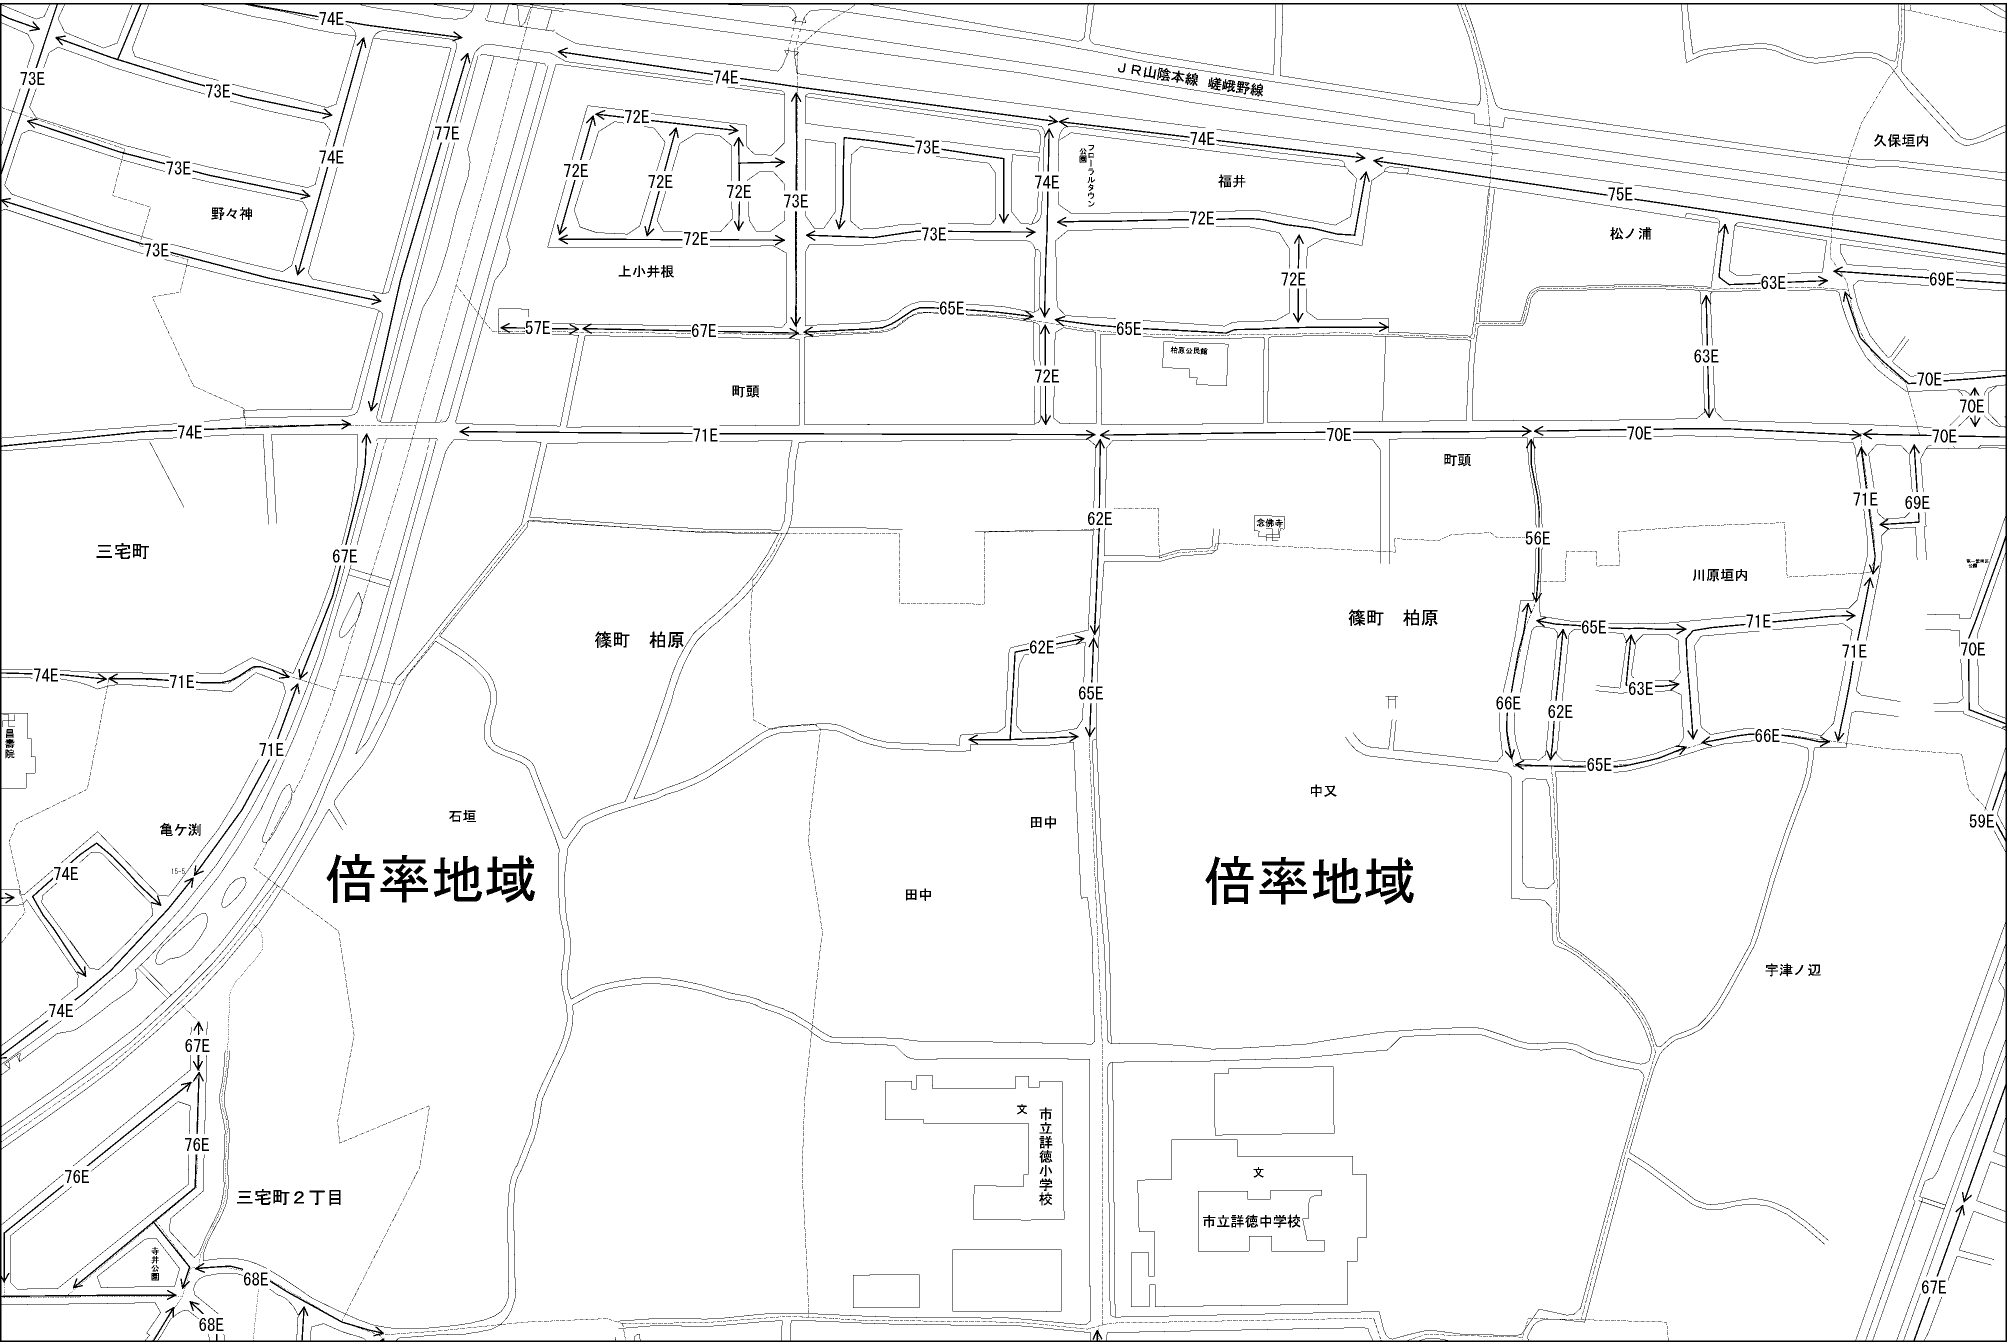 74E
73E
73E
77E
74E
73E
野々神
73E
74E
ＪＲ山陰本線　嵯峨野線
72E
72E
72E
72E
73E
73E
74E
フローラルタウン
公園
74E
福井
久保垣内
75E
72E
72E
73E
松ノ浦
上小井根
72E
63E
69E
57E
67E
65E
65E
柏原公民館
63E
町頭
72E
70E
70E
74E
71E
70E
70E
70E
町頭
三宅町
67E
62E
念佛寺
56E
71E
69E
川原垣内
篠町　柏原
篠町　柏原
62E
65E
71E
71E
70E
74E
71E
65E
66E
62E
63E
昌壽院
71E
65E
66E
中又
亀ケ渕
石垣
田中
59E
74E
15-5
倍率地域
倍率地域
田中
74E
宇津ノ辺
67E
76E
76E
文
市立詳徳小学校
文
市立詳徳中学校
三宅町２丁目
寺井公園
68E
68E
67E